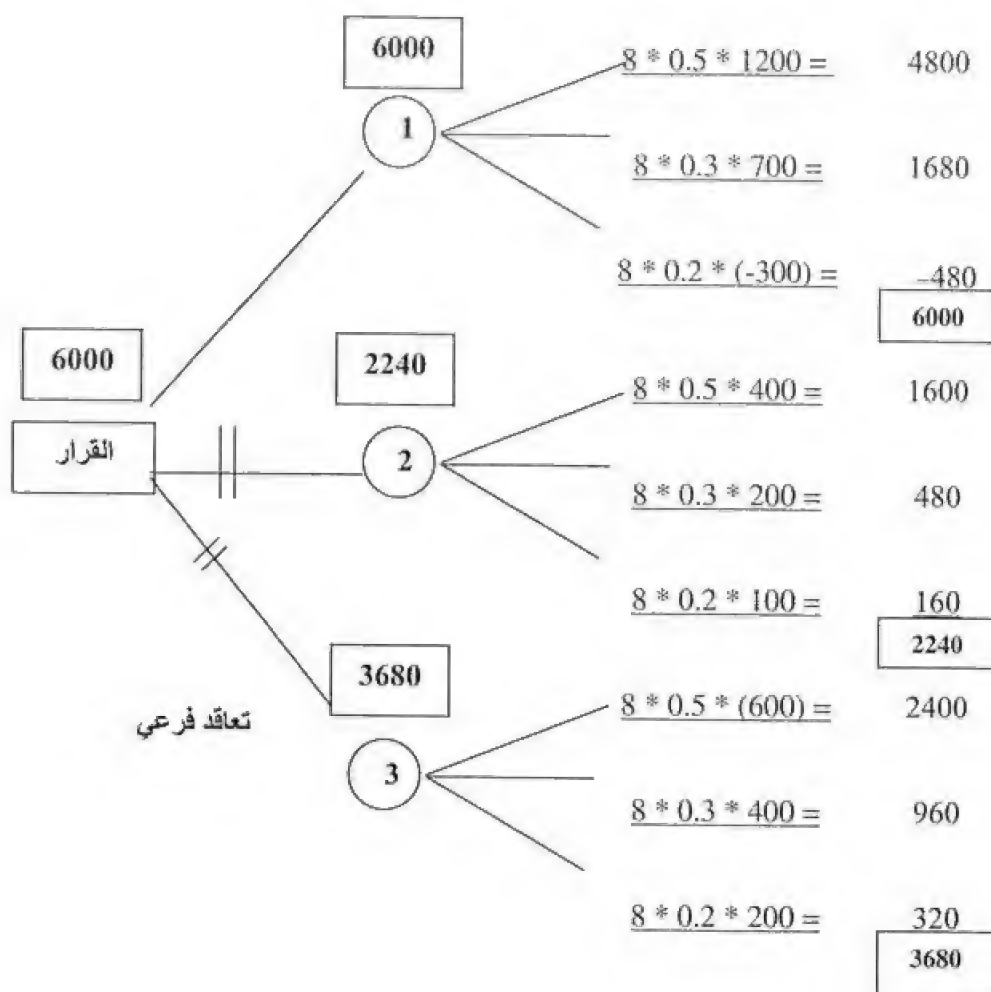 6000
8 * 0.5 * 1200 = 4800
1
8 * 0.3 * 700 = 1680
8 * 0.2 * (-300) = -480
6000
6000
2240
8 * 0.5 * 400 = 1600
القرار
2
8 * 0.3 * 200 = 480
8 * 0.2 * 100 = 160
2240
3680
8 * 0.5 * (600) = 2400
تعاقد فرعي
3
8 * 0.3 * 400 = 960
8 * 0.2 * 200 = 320
3680